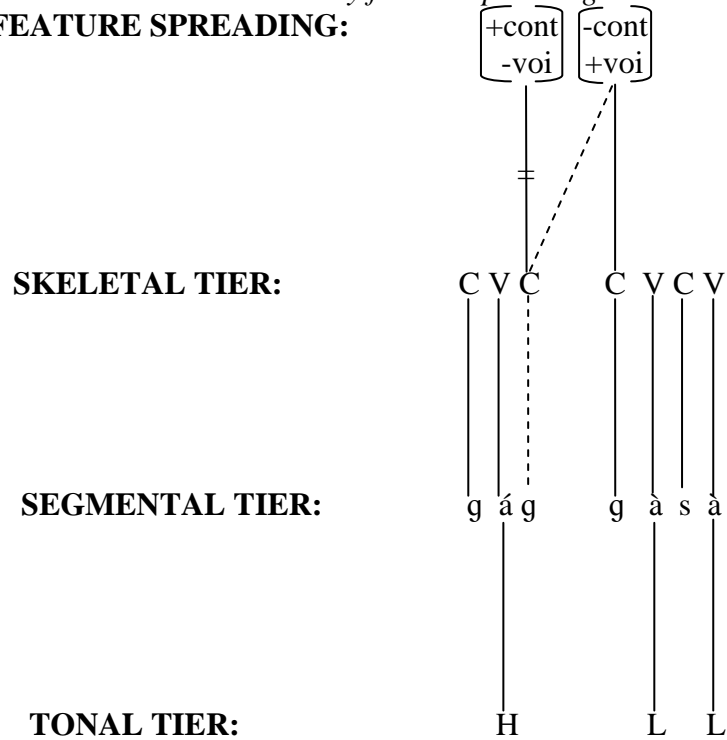 FEATURE SPREADING: +cont -cont
-voi +voi
=
SKELETAL TIER: C V C C V C V
SEGMENTAL TIER: g á g g à s à
TONAL TIER: H L L